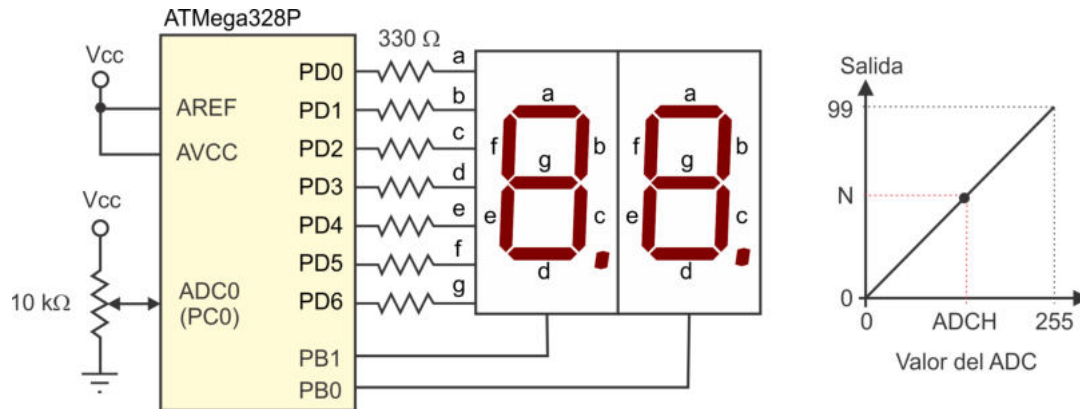 ATMega328P
Vcc
AREF
AVCC
Vcc
10 kΩ
ADC0
(PC0)
330 Ω
PD0 a
PD1 b
PD2 c
PD3 d
PD4 e
PD5 f
PD6 g
PB1
PB0
a
f b
g
e c
d
a
f b
g
e c
d
Salida
99
N
0
0 ADCH 255
Valor del ADC